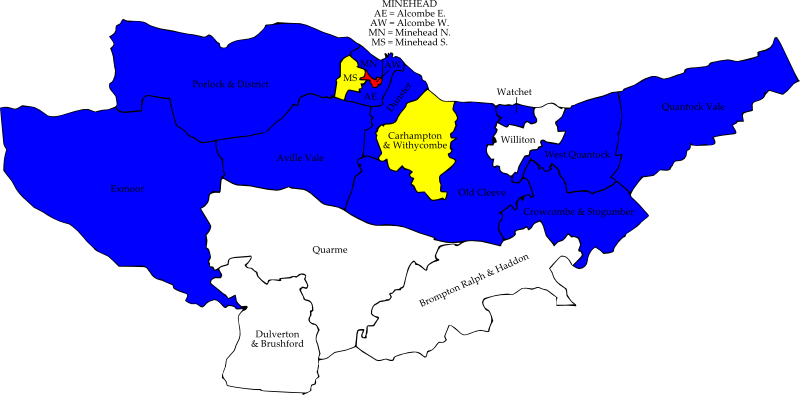 MINEHEAD
AE = Alcombe E.
AW = Alcombe W.
MN = Minehead N.
MS = Minehead S.
MN
AW
MS
AE
Dunster
Porlock & District
Watchet
Quantock Vale
Carhampton
& Withycombe
Williton
West Quantock
Aville Vale
Exmoor
Old Cleeve
Crowcombe & Stogumber
Quarme
Brompton Ralph & Haddon
Dulverton
& Brushford